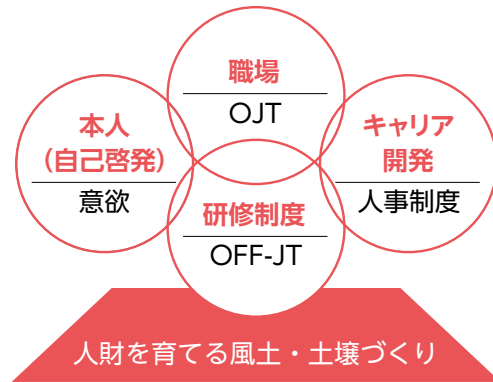 職場
OJT
本人
（自己啓発）
意欲
キャリア
開発
人事制度
研修制度
OFF-JT
人財を育てる風土・土壌づくり